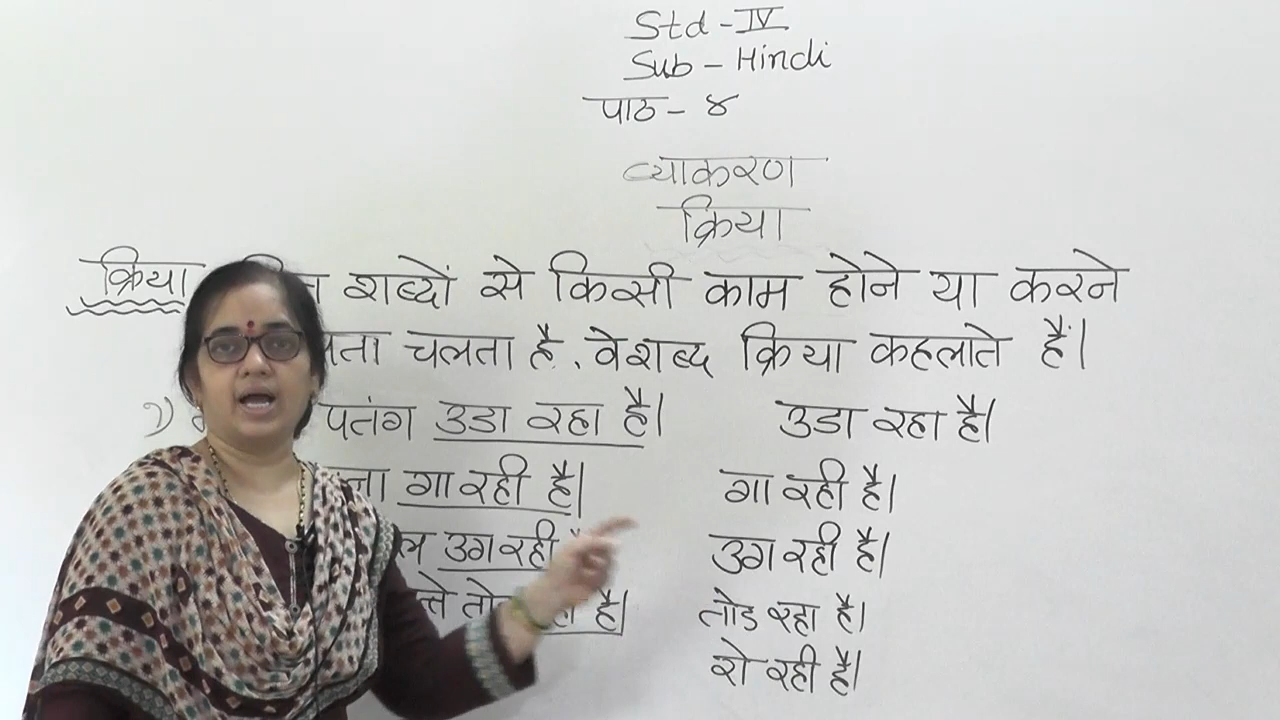 Std - IV
Sub - Hindi
पाठ - ४
व्याकरण
क्रिया
क्रिया शब्दों से किसी काम होने या करने
चलता है. वे शब्द क्रिया कहलाते हैं।
१) पतंग उडा रहा है। उडा रहा है।
गा रही है। गा रही है।
उग रही उग रही है।
है। तोड रहा है।
रो रही है।